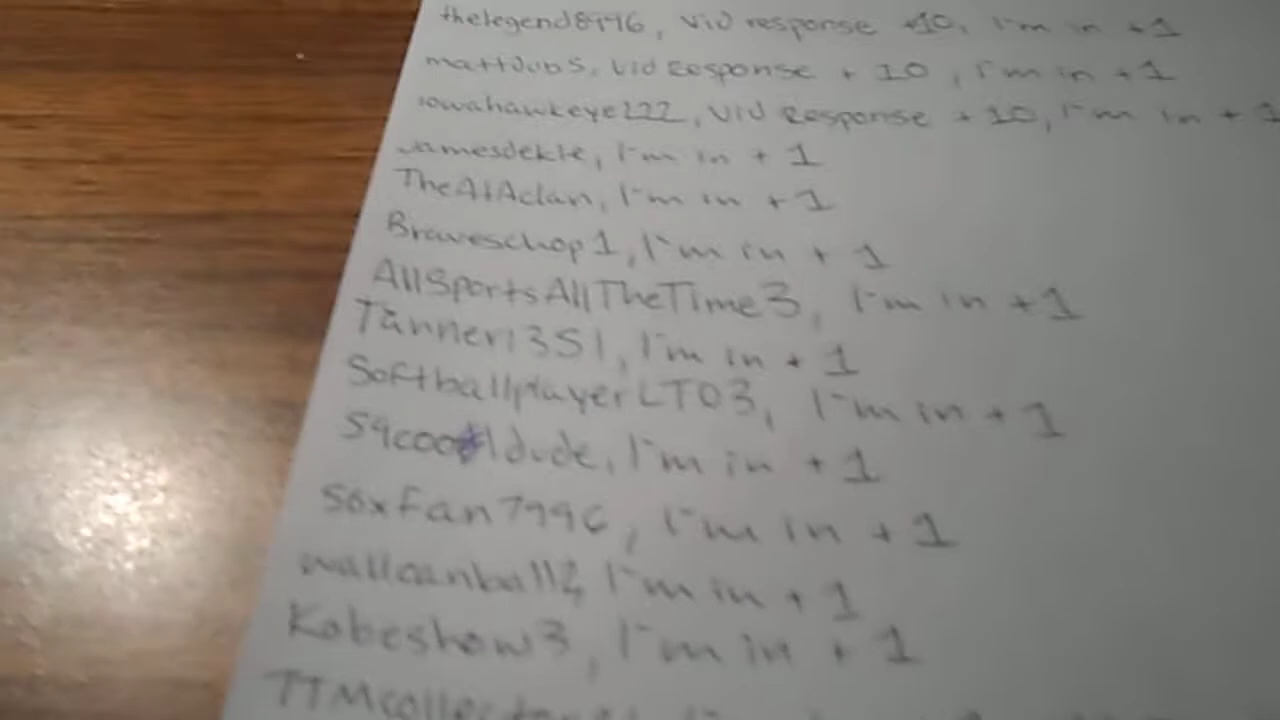 thelegend8996, Vid response +10, I'm in +1
mattdubs, Vid Response + 10, I'm in +1
iowahawkeye222, Vid Response + 10, I'm in + 1
Jamesdekle, I'm in + 1
TheAtAclan, I'm in +1
Braveschop1, I'm in + 1
AllSportsAllTheTime3, I'm in +1
Tanner1351, I'm in + 1
SoftballplayerLT03, I'm in + 1
I'm in + 1
Soxfan7996, I'm in +1
I'm in + 1
Kobeshow3, I'm in + 1